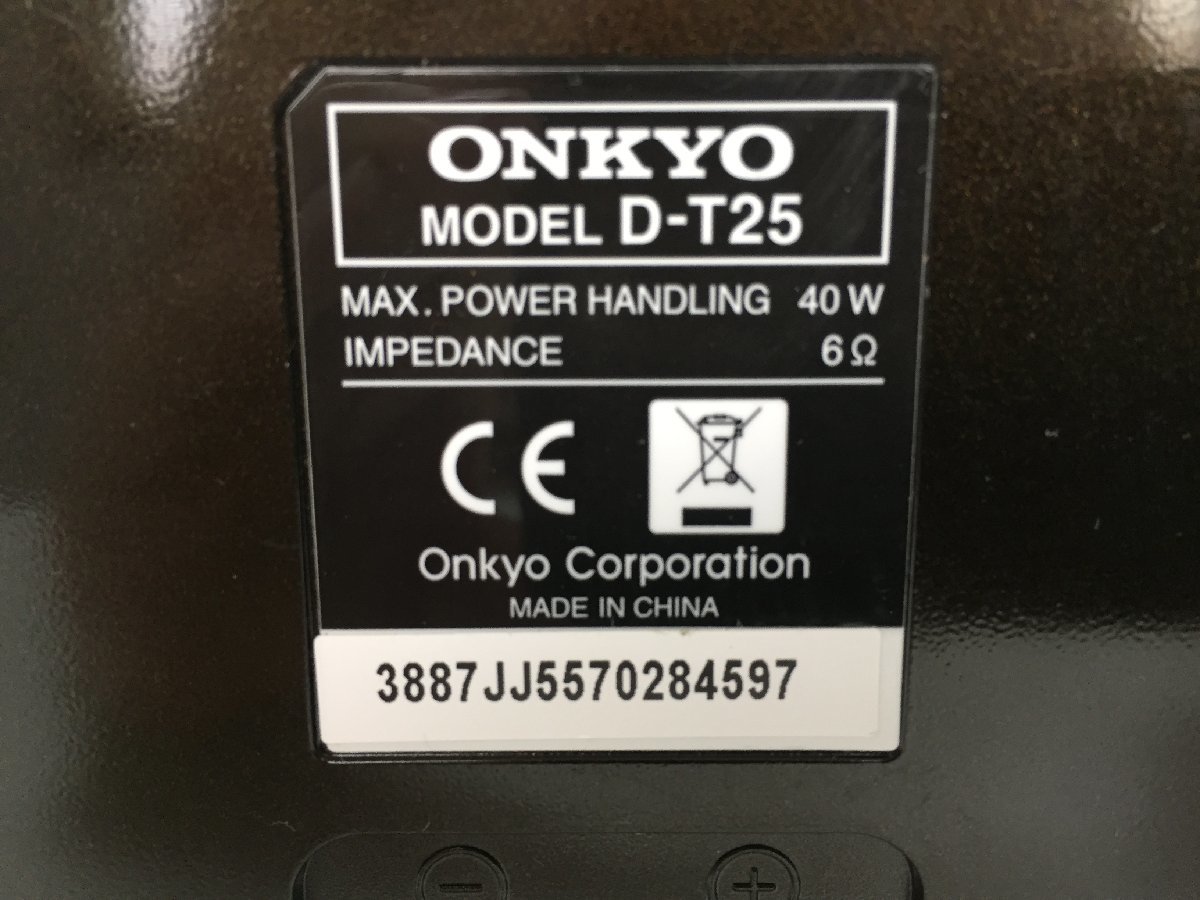 ONKYO
MODEL D-T25
MAX. POWER HANDLING 40 W
IMPEDANCE 6 Ω
CE
Onkyo Corporation
MADE IN CHINA
3887JJ5570284597
- +